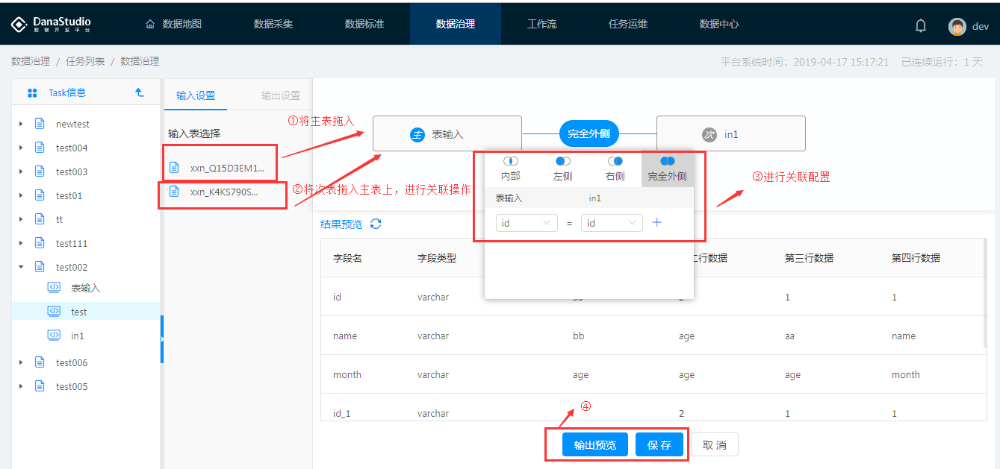 DanaStudio
数智开发平台
数据地图
数据采集
数据标准
数据治理
工作流
任务运维
数据中心
dev
数据治理 / 任务列表 / 数据治理
平台系统时间：2019-04-17 15:17:21 已连续运行：1 天
Task信息
newtest
test004
test003
test01
tt
test111
test002
表输入
test
in1
test006
test005
输入设置
输出设置
输入表选择
xxn_Q15D3EM1...
xxn_K4KS790S...
①将主表拖入
②将次表拖入主表上，进行关联操作
主 表输入
完全外侧
次 in1
内部
左侧
右侧
完全外侧
表输入
in1
id = id +
③进行关联配置
结果预览
字段名 字段类型 二行数据 第三行数据 第四行数据
id varchar 1 1
name varchar bb age aa name
month varchar age age age month
id_1 varchar 2 1 1
④
输出预览
保 存
取 消